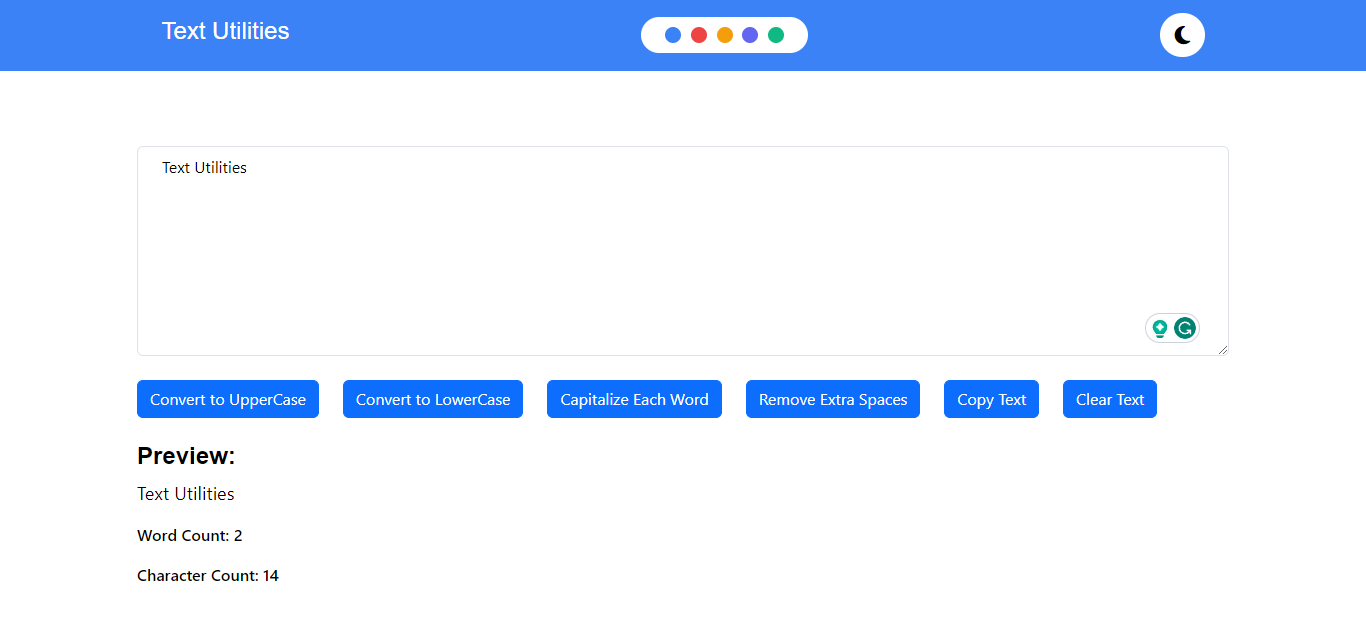 Text Utilities
Text Utilities
Convert to UpperCase Convert to LowerCase Capitalize Each Word Remove Extra Spaces Copy Text Clear Text
Preview:
Text Utilities
Word Count: 2
Character Count: 14